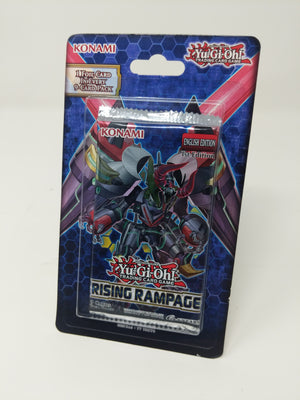 KONAMI
Yu-Gi-Oh!
TRADING CARD GAME
1 FOIL CARD
IN EVERY
9-CARD PACK
KONAMI
ENGLISH EDITION
1st Edition
Yu-Gi-Oh!
TRADING CARD GAME
RISING RAMPAGE